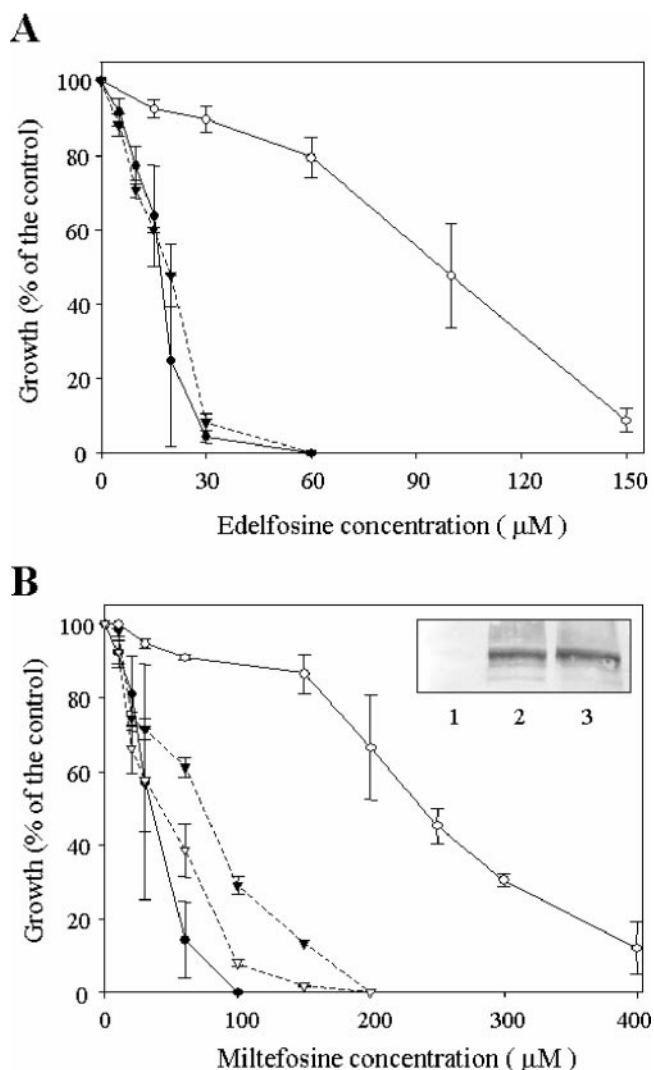 A
100
80
60
40
20
0
Growth (% of the control)
0 30 60 90 120 150
Edelfosine concentration ( μM )
B
100
80
60
40
20
0
Growth (% of the control)
1 2 3
0 100 200 300 400
Miltefosine concentration ( μM )